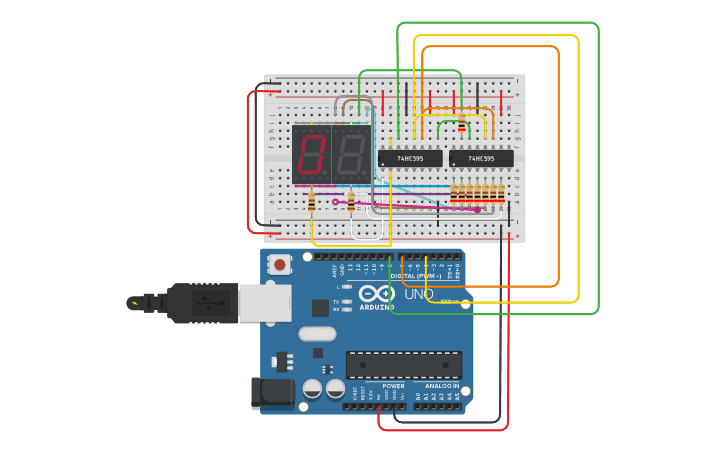 74HC595
74HC595
AREF
GND
13
12
~11
~10
~9
8
7
~6
~5
4
~3
2
TX→1
RX←0
DIGITAL (PWM ~)
L
TX
RX
UNO
ARDUINO
POWER
ANALOG IN
RESET
3.3V
5V
GND
GND
Vin
A0
A1
A2
A3
A4
A5